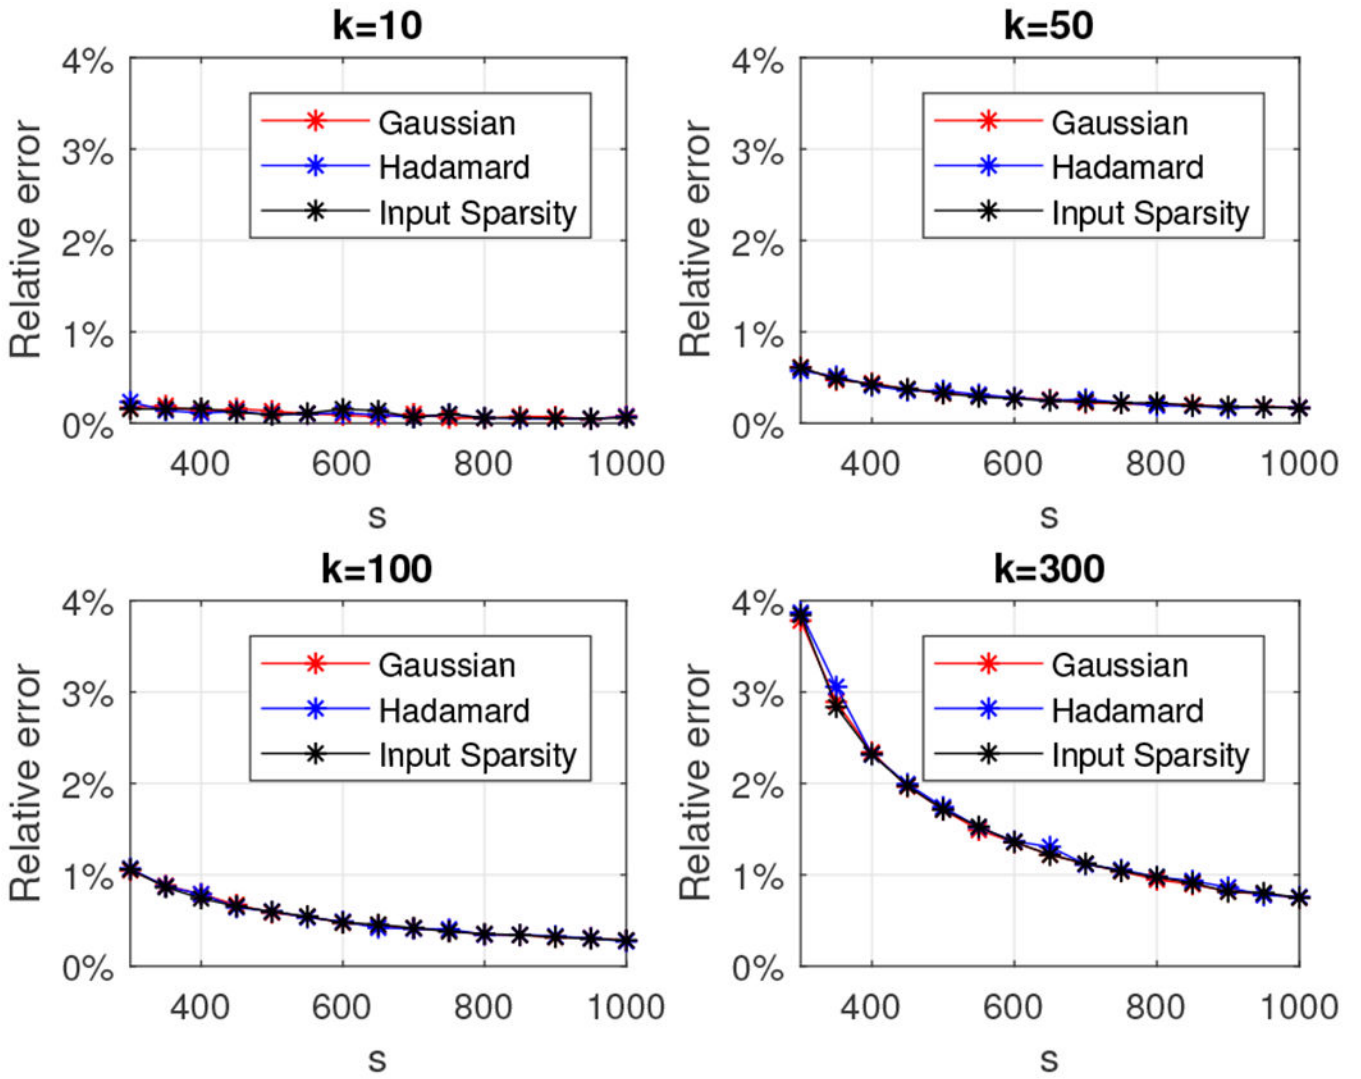 k=10
4%
3%
2%
1%
0%
Relative error
Gaussian
Hadamard
Input Sparsity
400 600 800 1000
s
k=50
4%
3%
2%
1%
0%
Relative error
Gaussian
Hadamard
Input Sparsity
400 600 800 1000
s
k=100
4%
3%
2%
1%
0%
Relative error
Gaussian
Hadamard
Input Sparsity
400 600 800 1000
s
k=300
4%
3%
2%
1%
0%
Relative error
Gaussian
Hadamard
Input Sparsity
400 600 800 1000
s